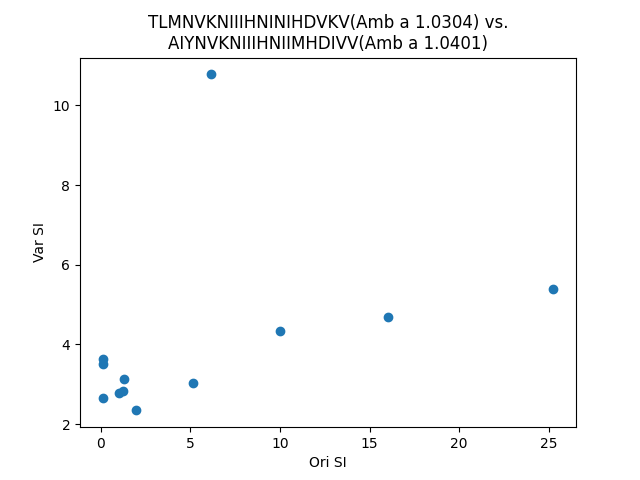 TLMNVKNIIIHNINIHDVKV(Amb a 1.0304) vs.
AIYNVKNIIIHNIIMHDIVV(Amb a 1.0401)
10
8
6
4
2
Var SI
0
5
10
15
20
25
Ori SI